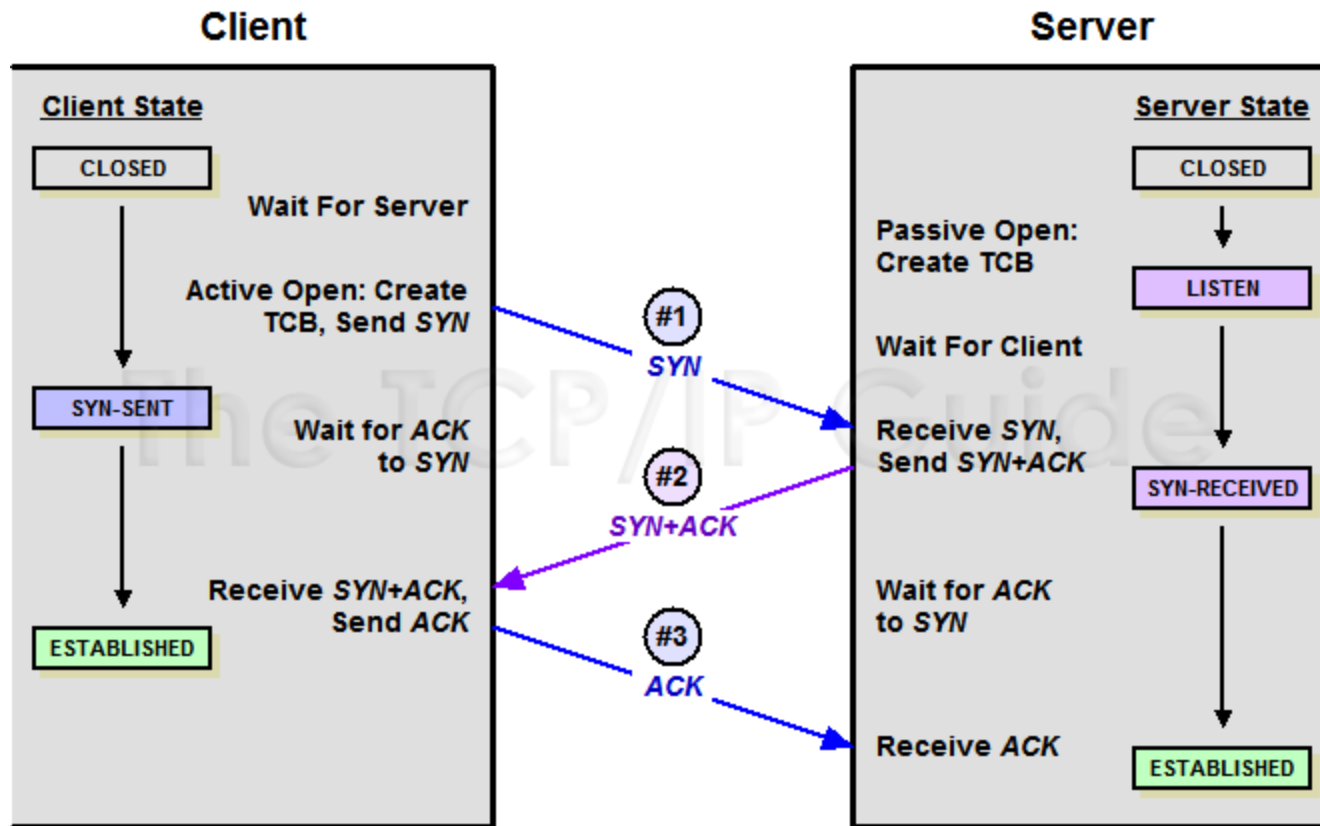 Client
Server
Client State
CLOSED
Wait For Server
Active Open: Create
TCB, Send SYN
SYN-SENT
Wait for ACK
to SYN
Receive SYN+ACK,
Send ACK
ESTABLISHED
#1
SYN
#2
SYN+ACK
#3
ACK
Server State
CLOSED
Passive Open:
Create TCB
LISTEN
Wait For Client
Receive SYN,
Send SYN+ACK
SYN-RECEIVED
Wait for ACK
to SYN
Receive ACK
ESTABLISHED
The TCP/IP Guide